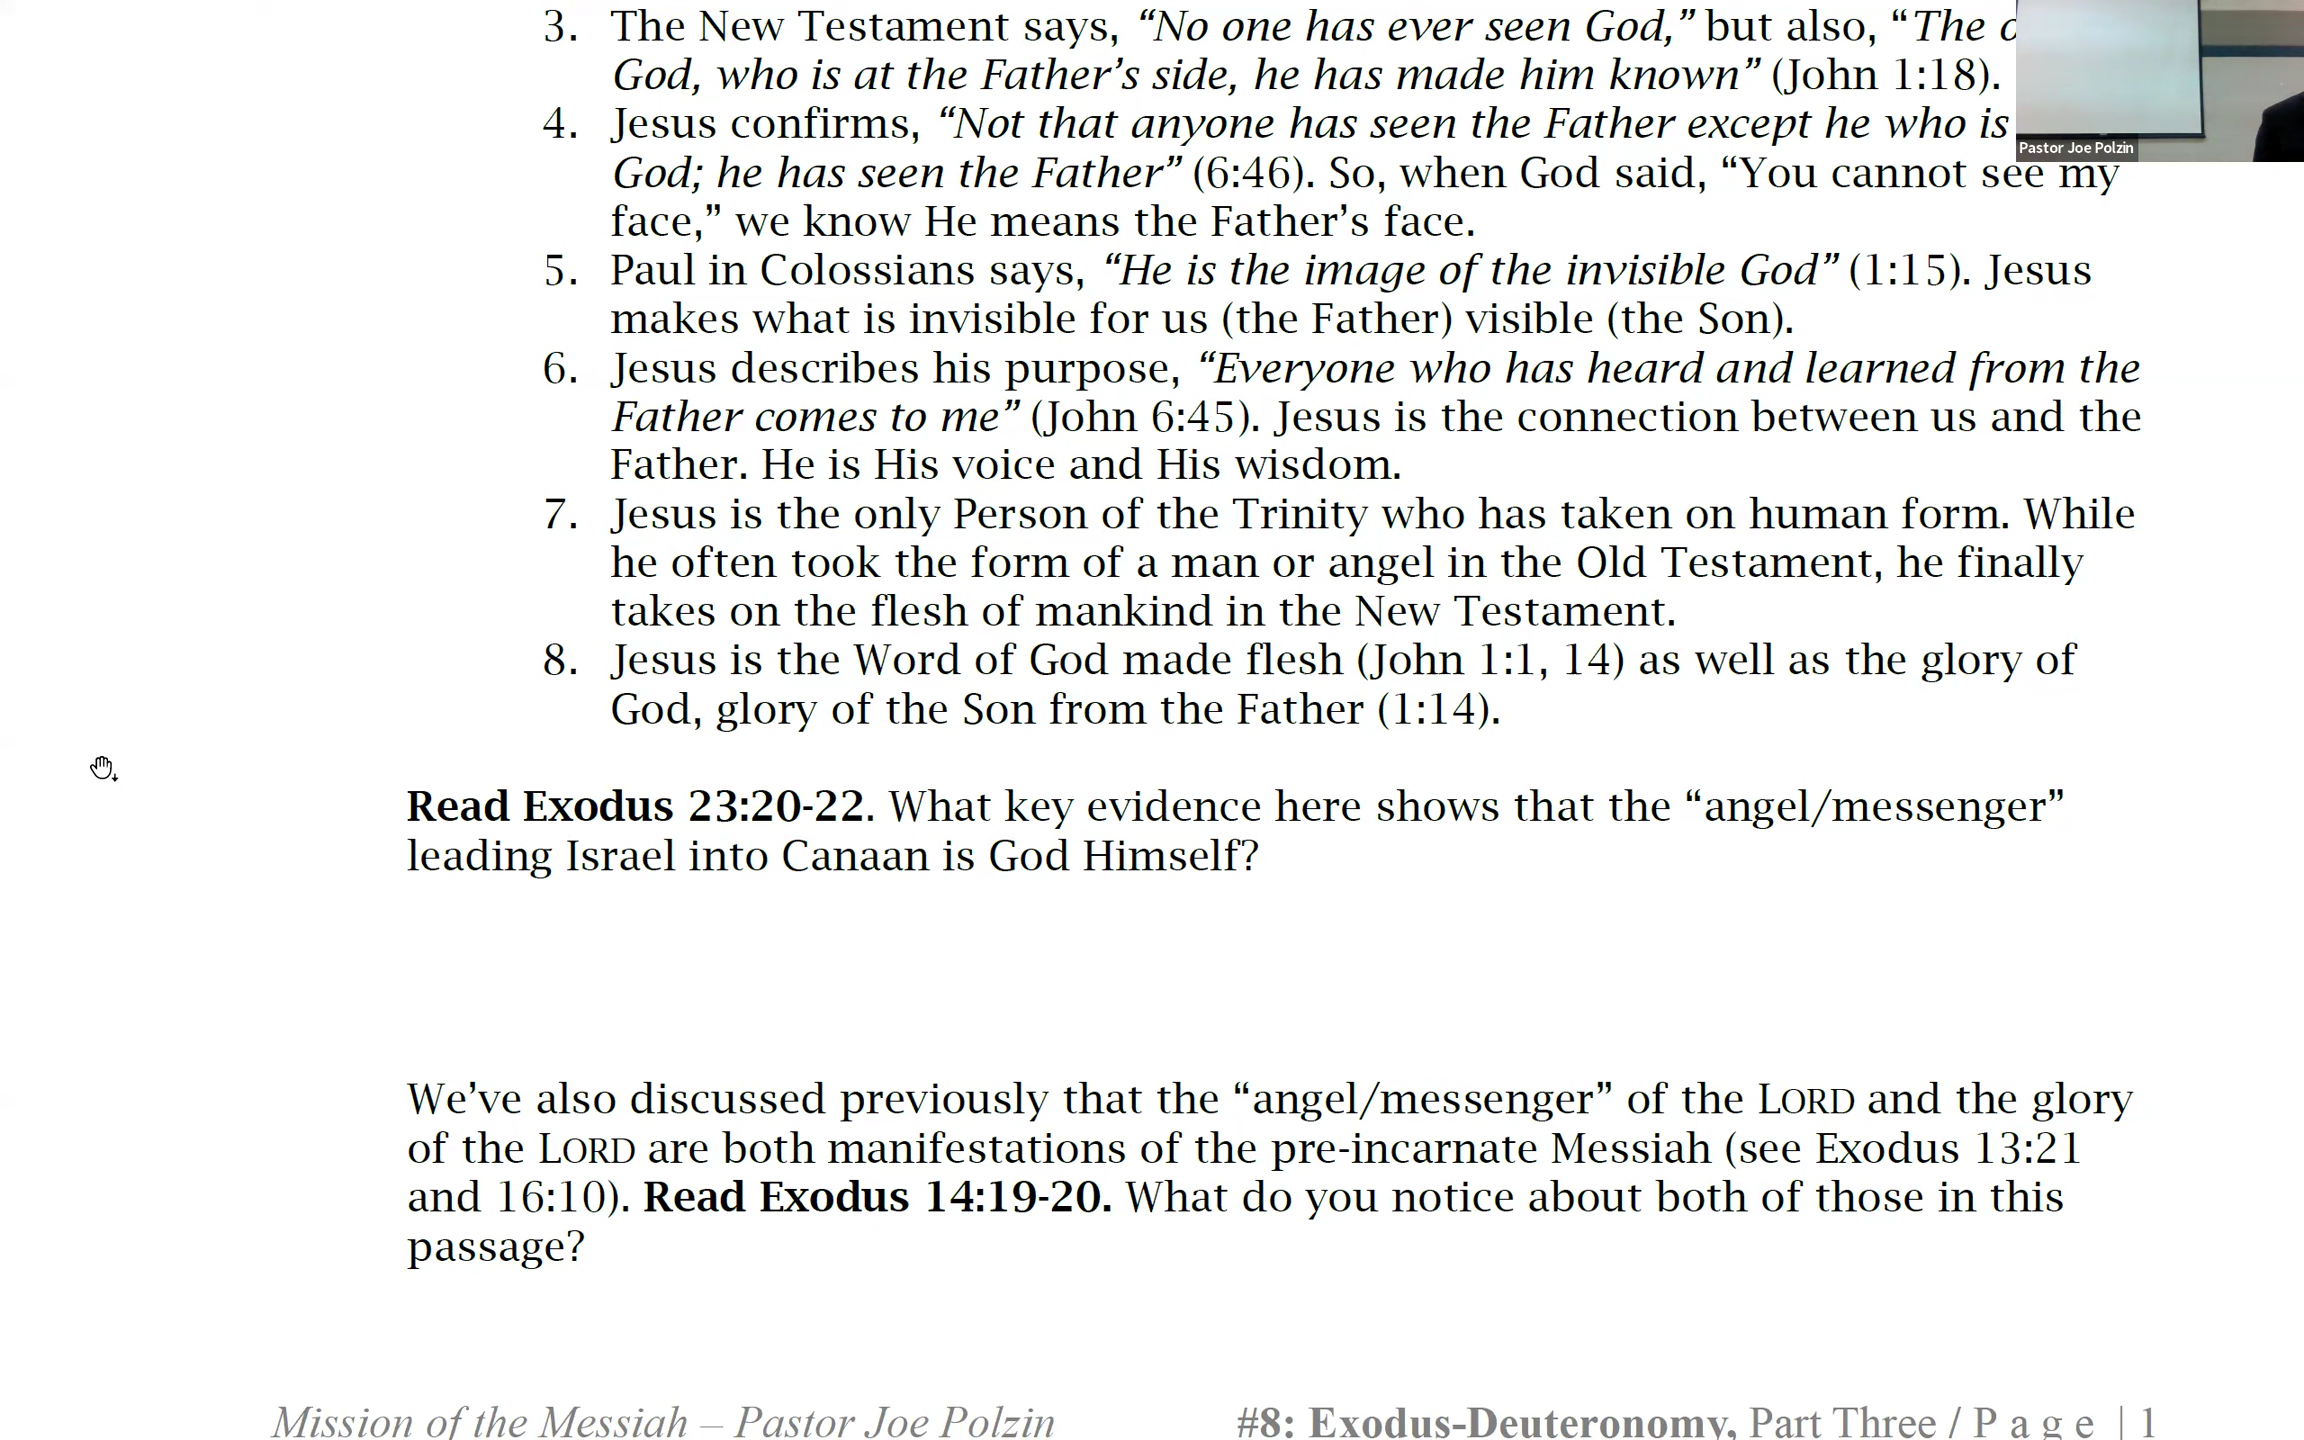 3. The New Testament says, “No one has ever seen God,” but also, “The
God, who is at the Father’s side, he has made him known” (John 1:18).
4. Jesus confirms, “Not that anyone has seen the Father except he who is
Pastor Joe Polzin
God; he has seen the Father” (6:46). So, when God said, “You cannot see my
face,” we know He means the Father’s face.
5. Paul in Colossians says, “He is the image of the invisible God” (1:15). Jesus
makes what is invisible for us (the Father) visible (the Son).
6. Jesus describes his purpose, “Everyone who has heard and learned from the
Father comes to me” (John 6:45). Jesus is the connection between us and the
Father. He is His voice and His wisdom.
7. Jesus is the only Person of the Trinity who has taken on human form. While
he often took the form of a man or angel in the Old Testament, he finally
takes on the flesh of mankind in the New Testament.
8. Jesus is the Word of God made flesh (John 1:1, 14) as well as the glory of
God, glory of the Son from the Father (1:14).
Read Exodus 23:20-22. What key evidence here shows that the “angel/messenger”
leading Israel into Canaan is God Himself?
We’ve also discussed previously that the “angel/messenger” of the LORD and the glory
of the LORD are both manifestations of the pre-incarnate Messiah (see Exodus 13:21
and 16:10). Read Exodus 14:19-20. What do you notice about both of those in this
passage?
Mission of the Messiah – Pastor Joe Polzin #8: Exodus-Deuteronomy, Part Three / P a g e | 1